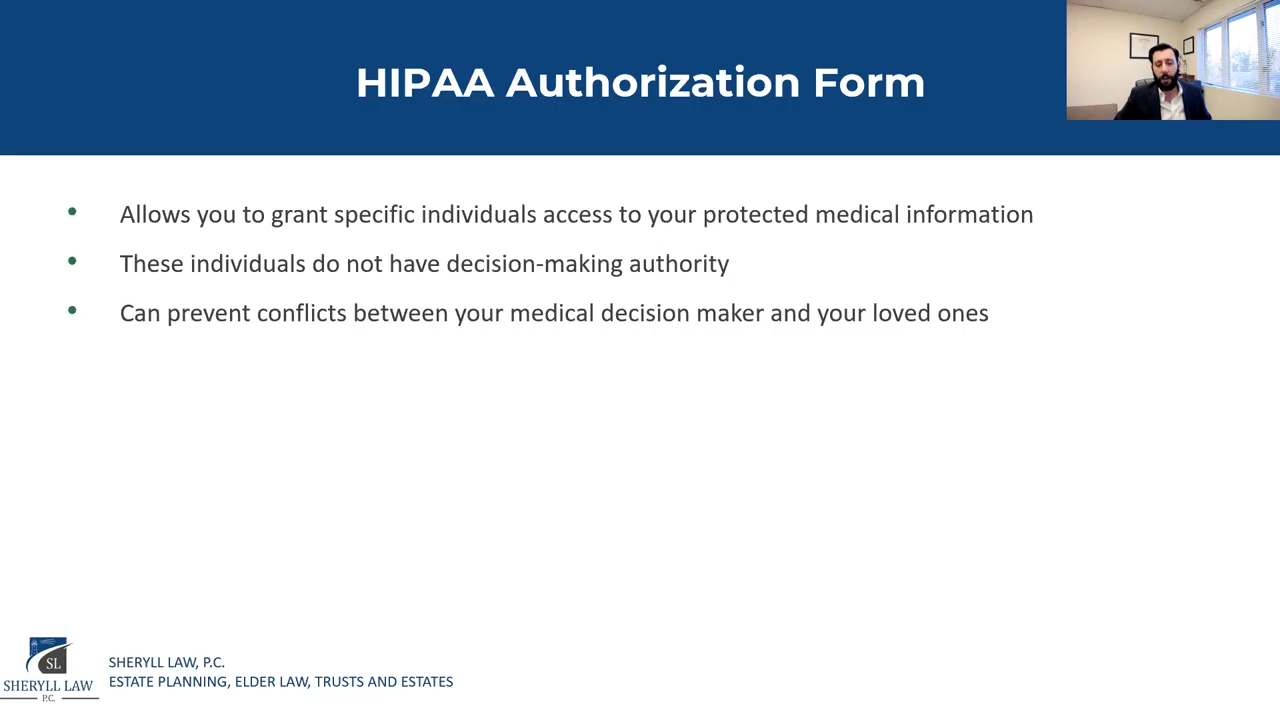 HIPAA Authorization Form
• Allows you to grant specific individuals access to your protected medical information
• These individuals do not have decision-making authority
• Can prevent conflicts between your medical decision maker and your loved ones
SL
SHERYLL LAW
P.C.
SHERYLL LAW, P.C.
ESTATE PLANNING, ELDER LAW, TRUSTS AND ESTATES